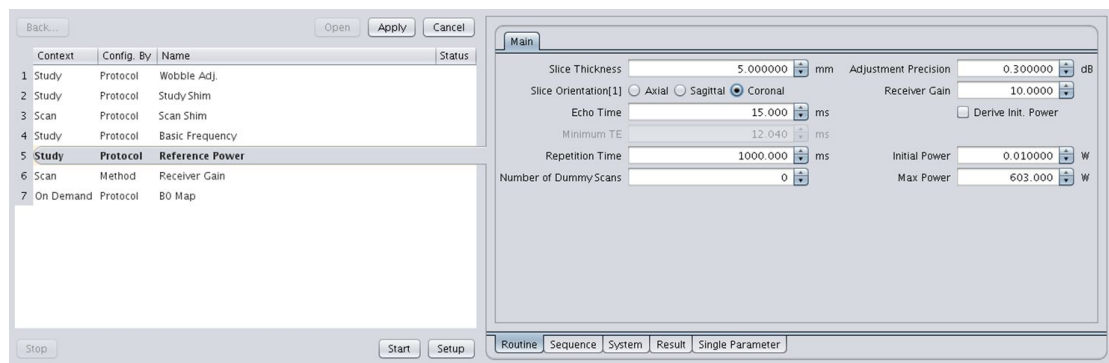 Back... Open Apply Cancel
Context Config. By Name Status
1 Study Protocol Wobble Adj.
2 Study Protocol Study Shim
3 Scan Protocol Scan Shim
4 Study Protocol Basic Frequency
5 Study Protocol Reference Power
6 Scan Method Receiver Gain
7 On Demand Protocol B0 Map
Stop Start Setup
Main
Slice Thickness 5.000000 mm Adjustment Precision 0.300000 dB
Slice Orientation[1] Axial Sagittal Coronal Receiver Gain 10.0000
Echo Time 15.000 ms Derive Init. Power
Minimum TE 12.040 ms
Repetition Time 1000.000 ms Initial Power 0.010000 W
Number of Dummy Scans 0 Max Power 603.000 W
Routine Sequence System Result Single Parameter